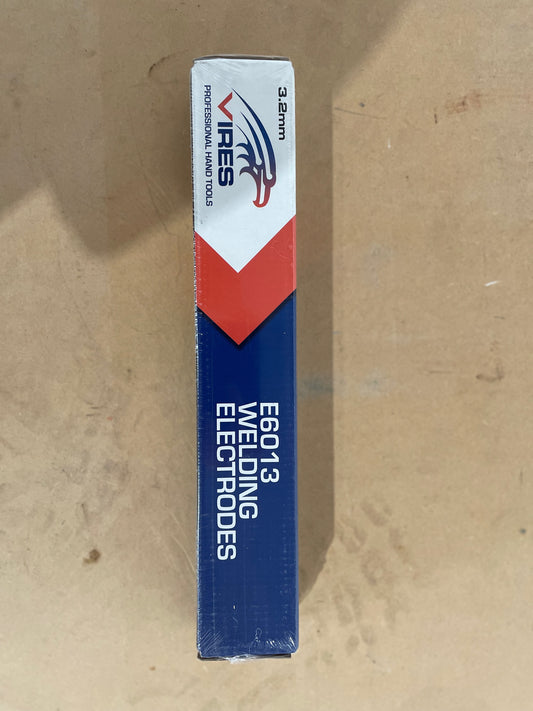 3.2mm
VIRES
PROFESSIONAL HAND TOOLS
E6013
WELDING
ELECTRODES